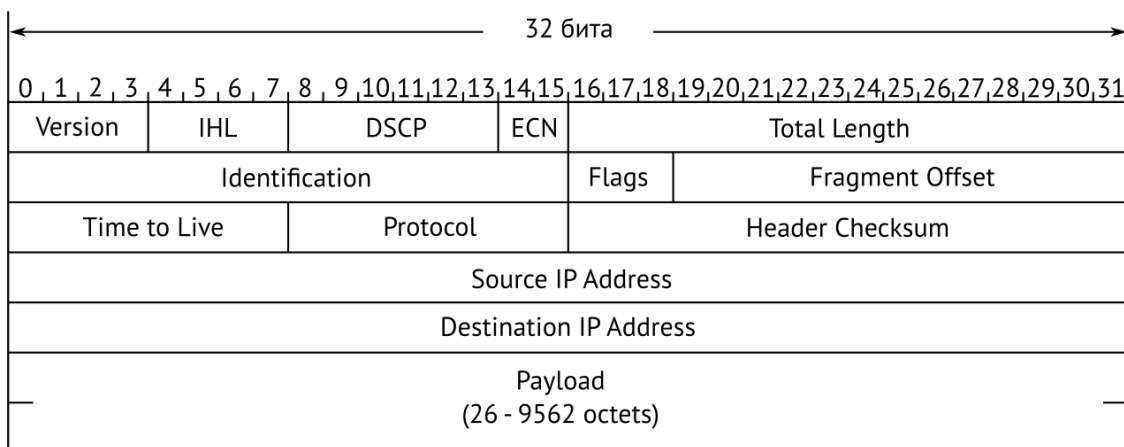 32 бита
0 1 2 3 4 5 6 7 8 9 10 11 12 13 14 15 16 17 18 19 20 21 22 23 24 25 26 27 28 29 30 31
Version IHL DSCP ECN Total Length
Identification Flags Fragment Offset
Time to Live Protocol Header Checksum
Source IP Address
Destination IP Address
Payload
(26 - 9562 octets)